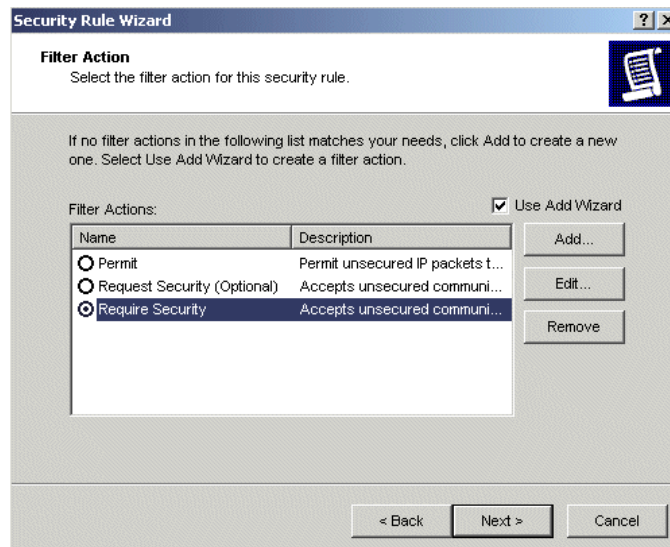 Security Rule Wizard
Filter Action
Select the filter action for this security rule.
If no filter actions in the following list matches your needs, click Add to create a new
one. Select Use Add Wizard to create a filter action.
Filter Actions:
Use Add Wizard
Name Description
Permit Permit unsecured IP packets t...
Request Security (Optional) Accepts unsecured communi...
Require Security Accepts unsecured communi...
Add...
Edit...
Remove
< Back Next > Cancel